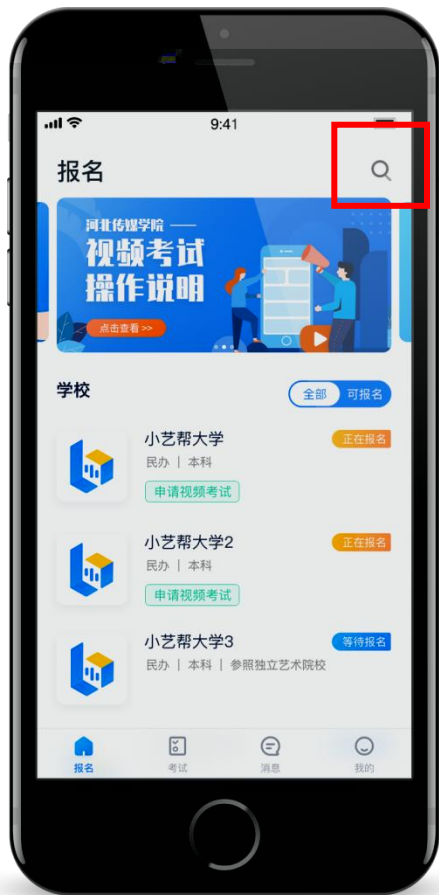 9:41
报名
河北传媒学院
视频考试
操作说明
点击查看>>
学校
全部 可报名
小艺帮大学 正在报名
民办 | 本科
申请视频考试
小艺帮大学2 正在报名
民办 | 本科
申请视频考试
小艺帮大学3 等待报名
民办 | 本科 | 参照独立艺术院校
报名 考试 消息 我的